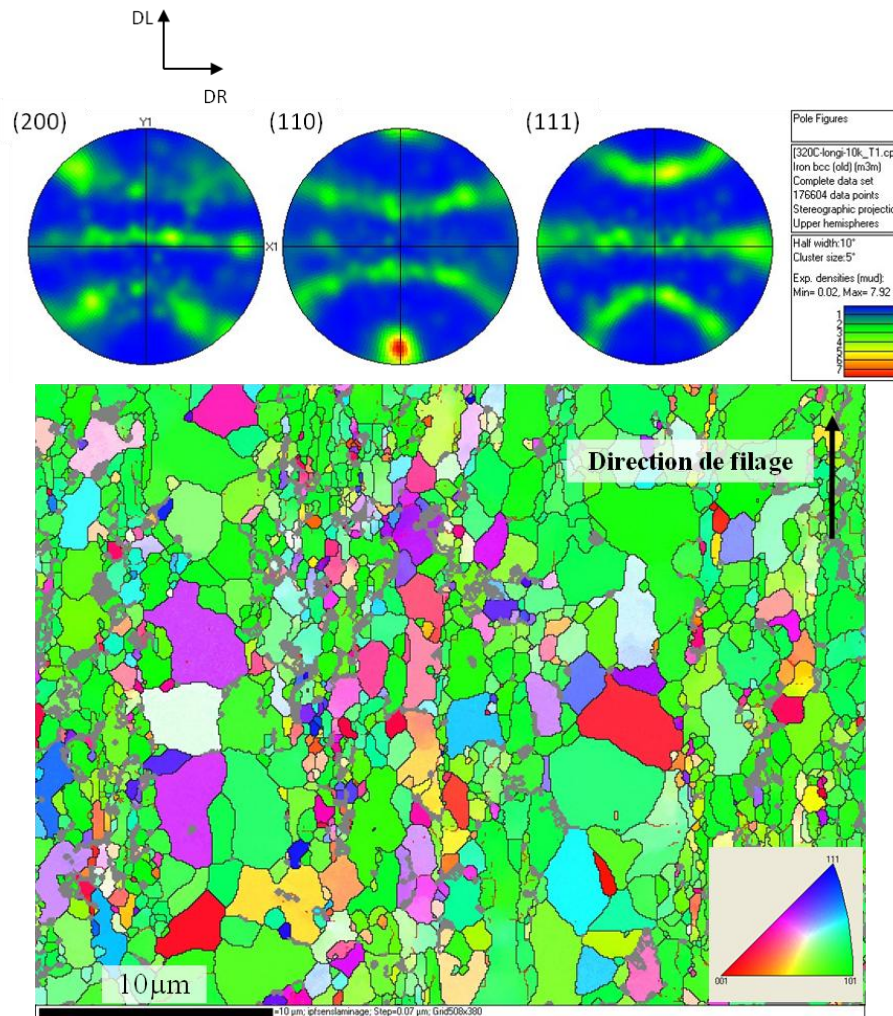 DL
DR
(200)
Y1
X1
(110)
(111)
Pole Figures
[320C-longi-10k_T1.cp
Iron bcc (old) (m3m)
Complete data set
176604 data points
Stereographic projectio
Upper hemispheres
Half width:10°
Cluster size:5°
Exp. densities (mud):
Min= 0.02, Max= 7.92
1
2
3
4
5
6
7
Direction de filage
10µm
111
001
101
=10 µm; ipfsenslaminage; Step=0.07 µm; Grid508x380